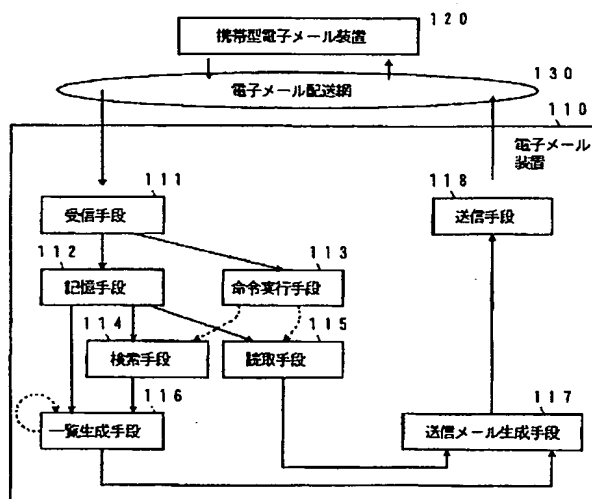 120
携帯型電子メール装置
130
電子メール配送網
110
電子メール
装置
111
受信手段
118
送信手段
112
記憶手段
113
命令実行手段
114
検索手段
115
読取手段
116
一覧生成手段
117
送信メール生成手段